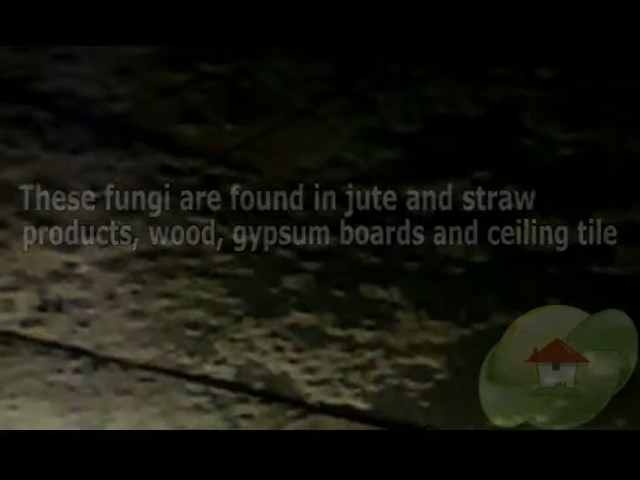 These fungi are found in jute and straw
products, wood, gypsum boards and ceiling tile